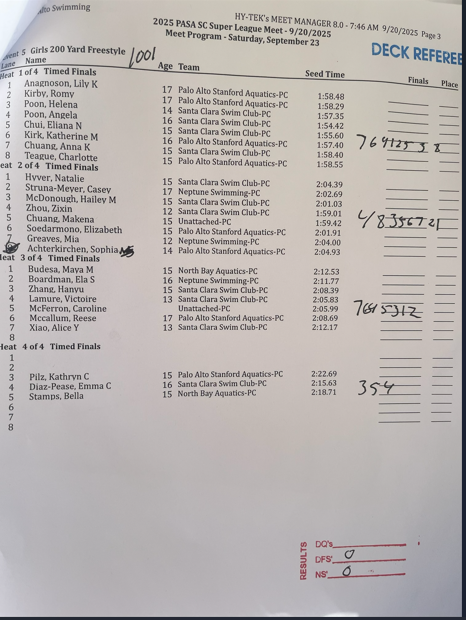 Alto Swimming
HY-TEK's MEET MANAGER 8.0 - 7:46 AM 9/20/2025 Page 3
2025 PASA SC Super League Meet - 9/20/2025
Meet Program - Saturday, September 23
DECK REFEREE
Event 5 Girls 200 Yard Freestyle 1001
Lane Name Age Team Seed Time Finals Place
Heat 1 of 4 Timed Finals
1 Anagnoson, Lily K 17 Palo Alto Stanford Aquatics-PC 1:58.48
2 Kirby, Romy 17 Palo Alto Stanford Aquatics-PC 1:58.29
3 Poon, Helena 14 Santa Clara Swim Club-PC 1:57.35
4 Poon, Angela 16 Santa Clara Swim Club-PC 1:54.42
5 Chui, Eliana N 15 Santa Clara Swim Club-PC 1:55.60
6 Kirk, Katherine M 16 Palo Alto Stanford Aquatics-PC 1:57.40
7 Chuang, Anna K 15 Santa Clara Swim Club-PC 1:58.40
8 Teague, Charlotte 15 Palo Alto Stanford Aquatics-PC 1:58.55
Heat 2 of 4 Timed Finals
1 Hyver, Natalie 15 Santa Clara Swim Club-PC 2:04.39
2 Struna-Meyer, Casey 17 Neptune Swimming-PC 2:02.69
3 McDonough, Hailey M 15 Santa Clara Swim Club-PC 2:01.03
4 Zhou, Zixin 12 Santa Clara Swim Club-PC 1:59.01
5 Chuang, Makena 15 Unattached-PC 1:59.42
6 Soedarmono, Elizabeth 15 Palo Alto Stanford Aquatics-PC 2:01.91
7 Greaves, Mia 12 Neptune Swimming-PC 2:04.00
Achterkirchen, Sophia 14 Palo Alto Stanford Aquatics-PC 2:04.93
48356721
Heat 3 of 4 Timed Finals
1 Budesa, Maya M 15 North Bay Aquatics-PC 2:12.53
2 Boardman, Ela S 16 Neptune Swimming-PC 2:11.77
3 Zhang, Hanyu 15 Santa Clara Swim Club-PC 2:08.39
4 Lamure, Victoire 13 Santa Clara Swim Club-PC 2:05.83
5 McFerron, Caroline Unattached-PC 2:05.99
6 Mccallum, Reese 17 Palo Alto Stanford Aquatics-PC 2:08.69
7 Xiao, Alice Y 13 Santa Clara Swim Club-PC 2:12.17
8
Heat 4 of 4 Timed Finals
1
2
3 Pilz, Kathryn C 15 Palo Alto Stanford Aquatics-PC 2:22.69
4 Diaz-Pease, Emma C 16 Santa Clara Swim Club-PC 2:15.63
5 Stamps, Bella 15 North Bay Aquatics-PC 2:18.71
354
6
7
8
RESULTS
DQ's
DFS' 0
NS' 0